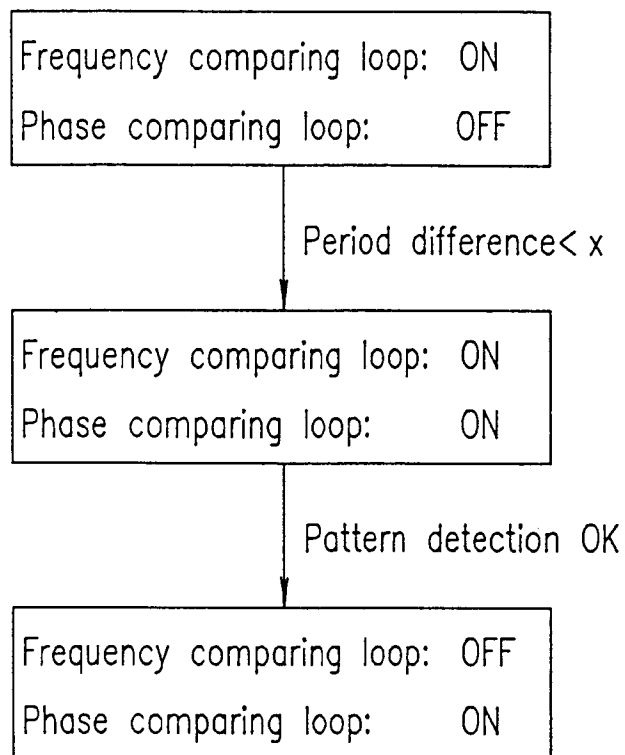 Frequency comparing loop: ON
Phase comparing loop: OFF
Period difference< x
Frequency comparing loop: ON
Phase comparing loop: ON
Pattern detection OK
Frequency comparing loop: OFF
Phase comparing loop: ON